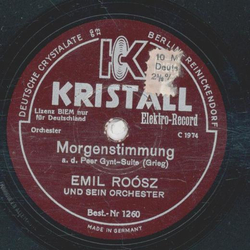 DEUTSCHE CRYSTALATE
BERLIN-REINICKENDORF
K
KRISTALL
Elektro-Record
Lizenz BIEM nur
für Deutschland
Orchester
C 1974
Morgenstimmung
a. d. Peer Gynt-Suite (Grieg)
EMIL ROÓSZ
UND SEIN ORCHESTER
Best.-Nr 1260
MADE IN GERMANY